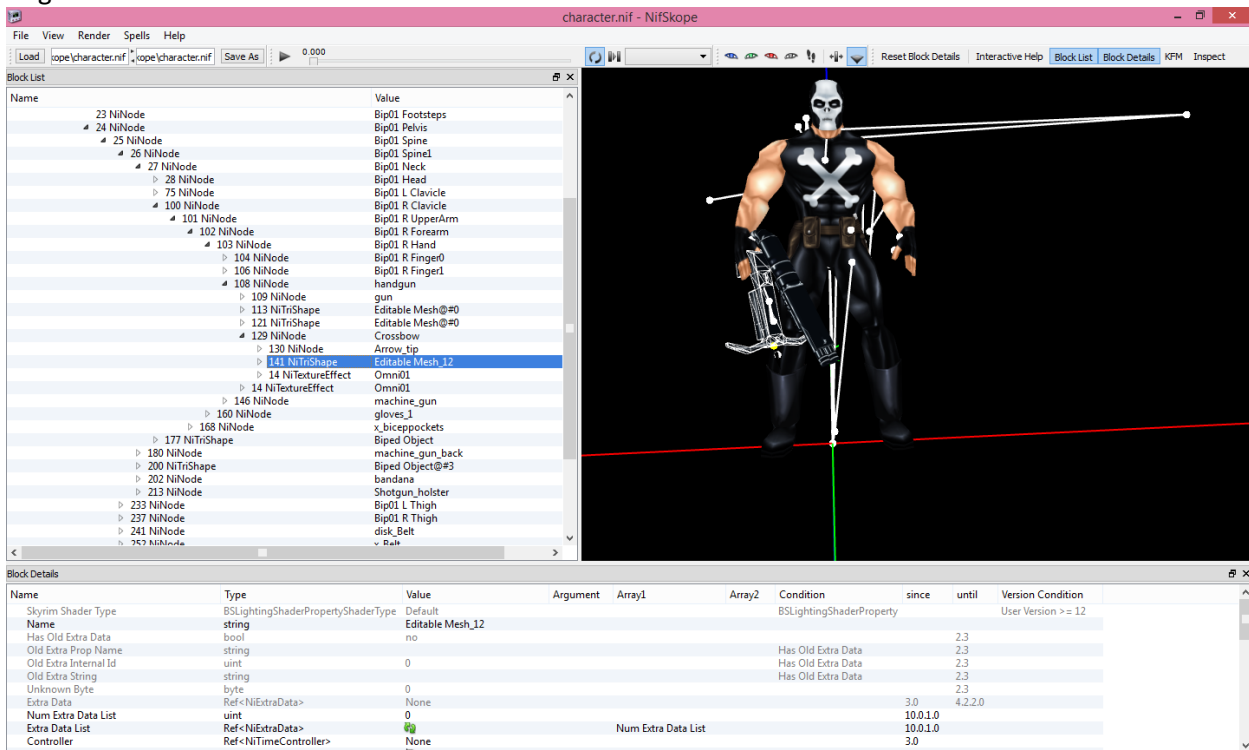 character.nif - NifSkope
File View Render Spells Help
Load ope\character.nif kope\character.nif Save As 0.000 Reset Block Details Interactive Help Block List Block Details KFM Inspect
Block List
Name Value
23 NiNode Bip01 Footsteps
24 NiNode Bip01 Pelvis
25 NiNode Bip01 Spine
26 NiNode Bip01 Spine1
27 NiNode Bip01 Neck
28 NiNode Bip01 Head
75 NiNode Bip01 L Clavicle
100 NiNode Bip01 R Clavicle
101 NiNode Bip01 R UpperArm
102 NiNode Bip01 R Forearm
103 NiNode Bip01 R Hand
104 NiNode Bip01 R Finger0
106 NiNode Bip01 R Finger1
108 NiNode handgun
109 NiNode gun
113 NiTriShape Editable Mesh@#0
121 NiTriShape Editable Mesh@#0
129 NiNode Crossbow
130 NiNode Arrow_tip
141 NiTriShape Editable Mesh_12
14 NiTextureEffect Omni01
14 NiTextureEffect Omni01
146 NiNode machine_gun
160 NiNode gloves_1
168 NiNode x_biceppockets
177 NiTriShape Biped Object
180 NiNode machine_gun_back
200 NiTriShape Biped Object@#3
202 NiNode bandana
213 NiNode Shotgun_holster
233 NiNode Bip01 L Thigh
237 NiNode Bip01 R Thigh
241 NiNode disk_Belt
252 NiNode x_Belt
Block Details
Name Type Value Argument Array1 Array2 Condition since until Version Condition
Skyrim Shader Type BSLightingShaderPropertyShaderType Default BSLightingShaderProperty User Version >= 12
Name string Editable Mesh_12
Has Old Extra Data bool no 2.3
Old Extra Prop Name string Has Old Extra Data 2.3
Old Extra Internal Id uint 0 Has Old Extra Data 2.3
Old Extra String string Has Old Extra Data 2.3
Unknown Byte byte 0 2.3
Extra Data Ref<NiExtraData> None 3.0 4.2.2.0
Num Extra Data List uint 0 10.0.1.0
Extra Data List Ref<NiExtraData> Num Extra Data List 10.0.1.0
Controller Ref<NiTimeController> None 3.0